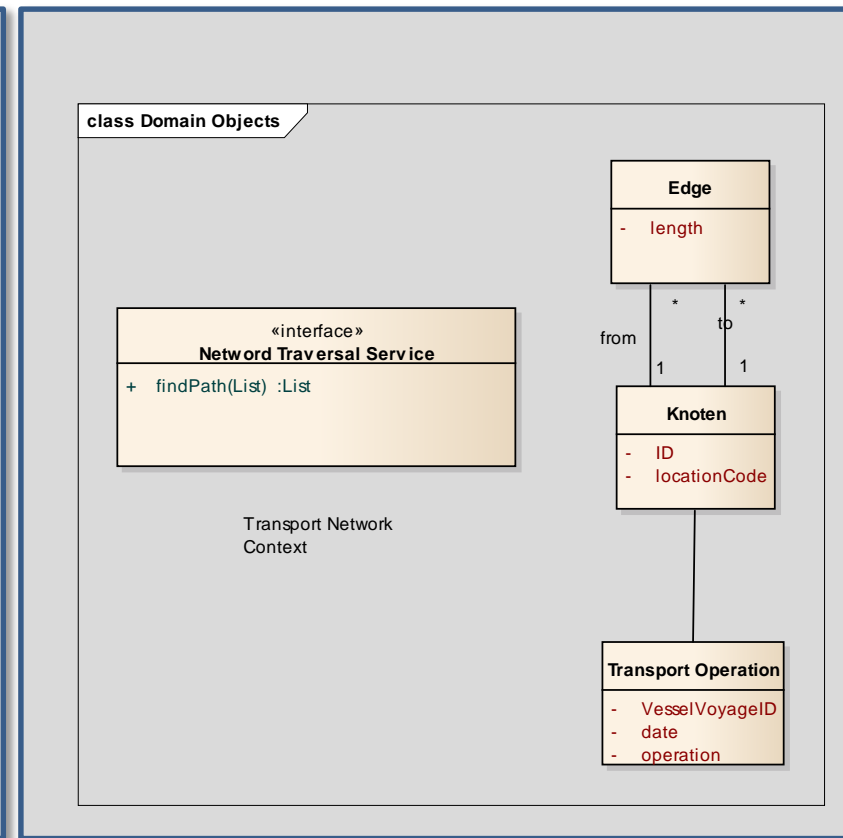 class Domain Objects
Edge
- length
* *
from to
1 1
«interface»
Netword Traversal Service
+ findPath(List) :List
Knoten
- ID
- locationCode
Transport Network
Context
Transport Operation
- VesselVoyageID
- date
- operation